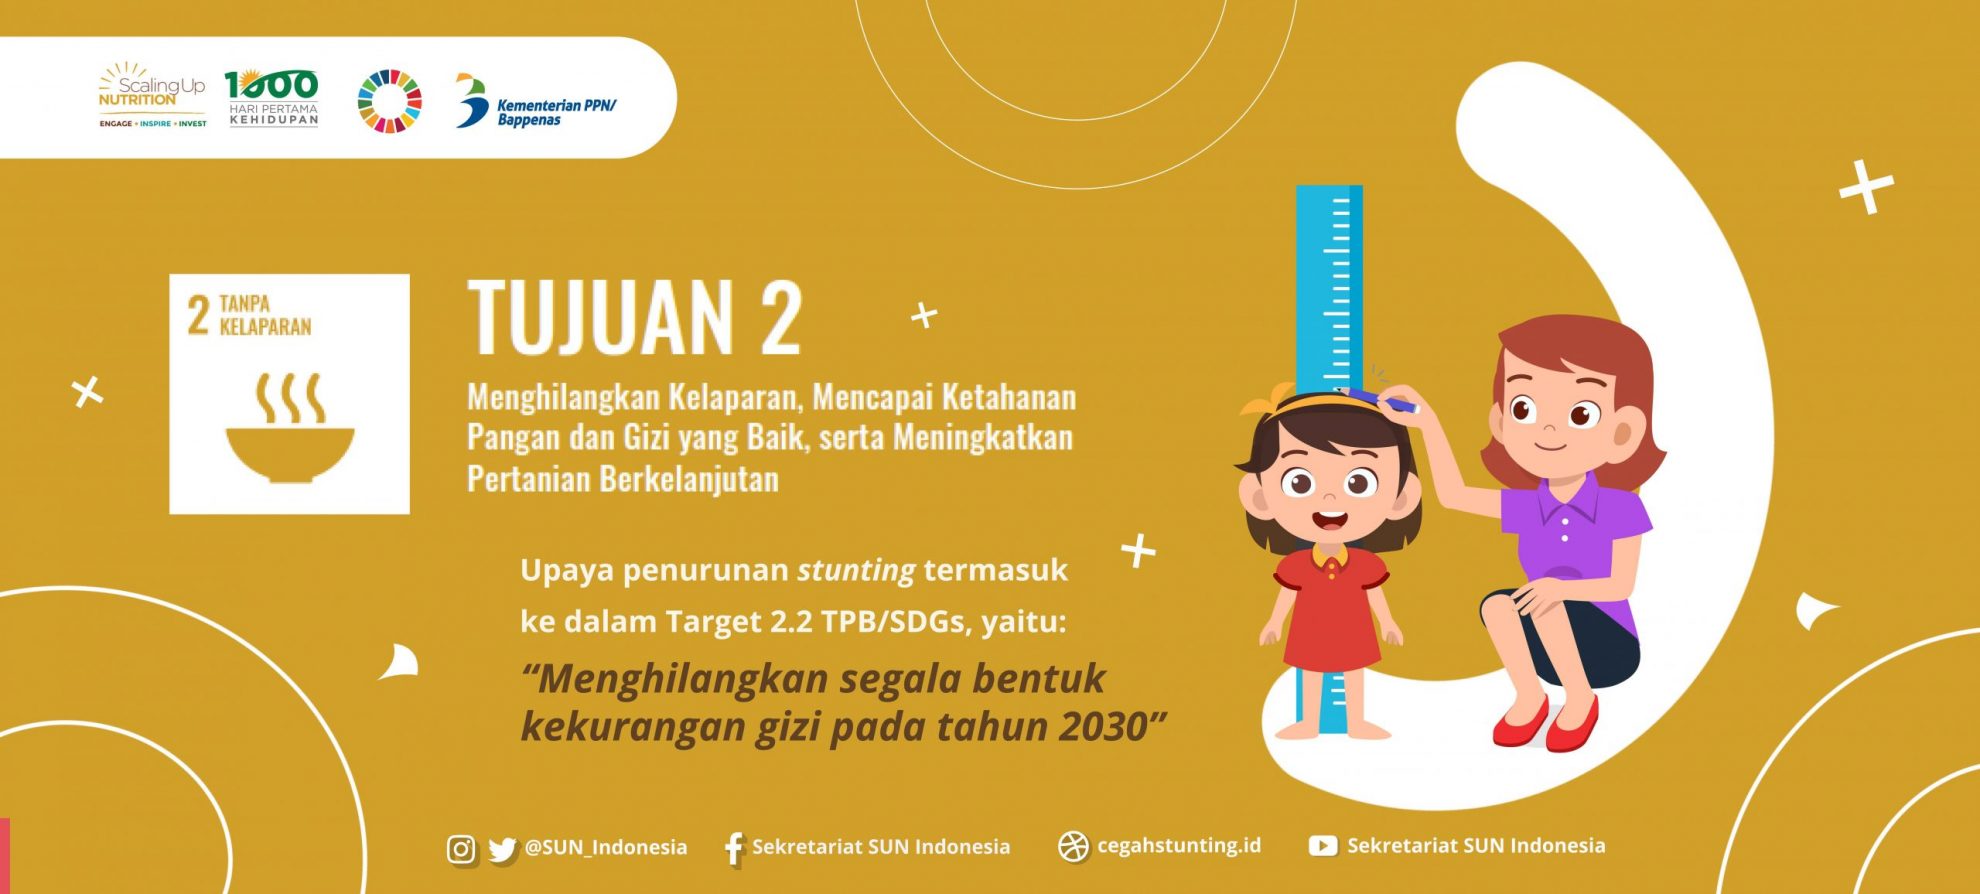 Scaling Up
NUTRITION
ENGAGE • INSPIRE • INVEST
1000
HARI PERTAMA
KEHIDUPAN
Kementerian PPN/
Bappenas
2 TANPA
KELAPARAN
TUJUAN 2
Menghilangkan Kelaparan, Mencapai Ketahanan
Pangan dan Gizi yang Baik, serta Meningkatkan
Pertanian Berkelanjutan
Upaya penurunan stunting termasuk
ke dalam Target 2.2 TPB/SDGs, yaitu:
“Menghilangkan segala bentuk
kekurangan gizi pada tahun 2030”
@SUN_Indonesia
Sekretariat SUN Indonesia
cegahstunting.id
Sekretariat SUN Indonesia